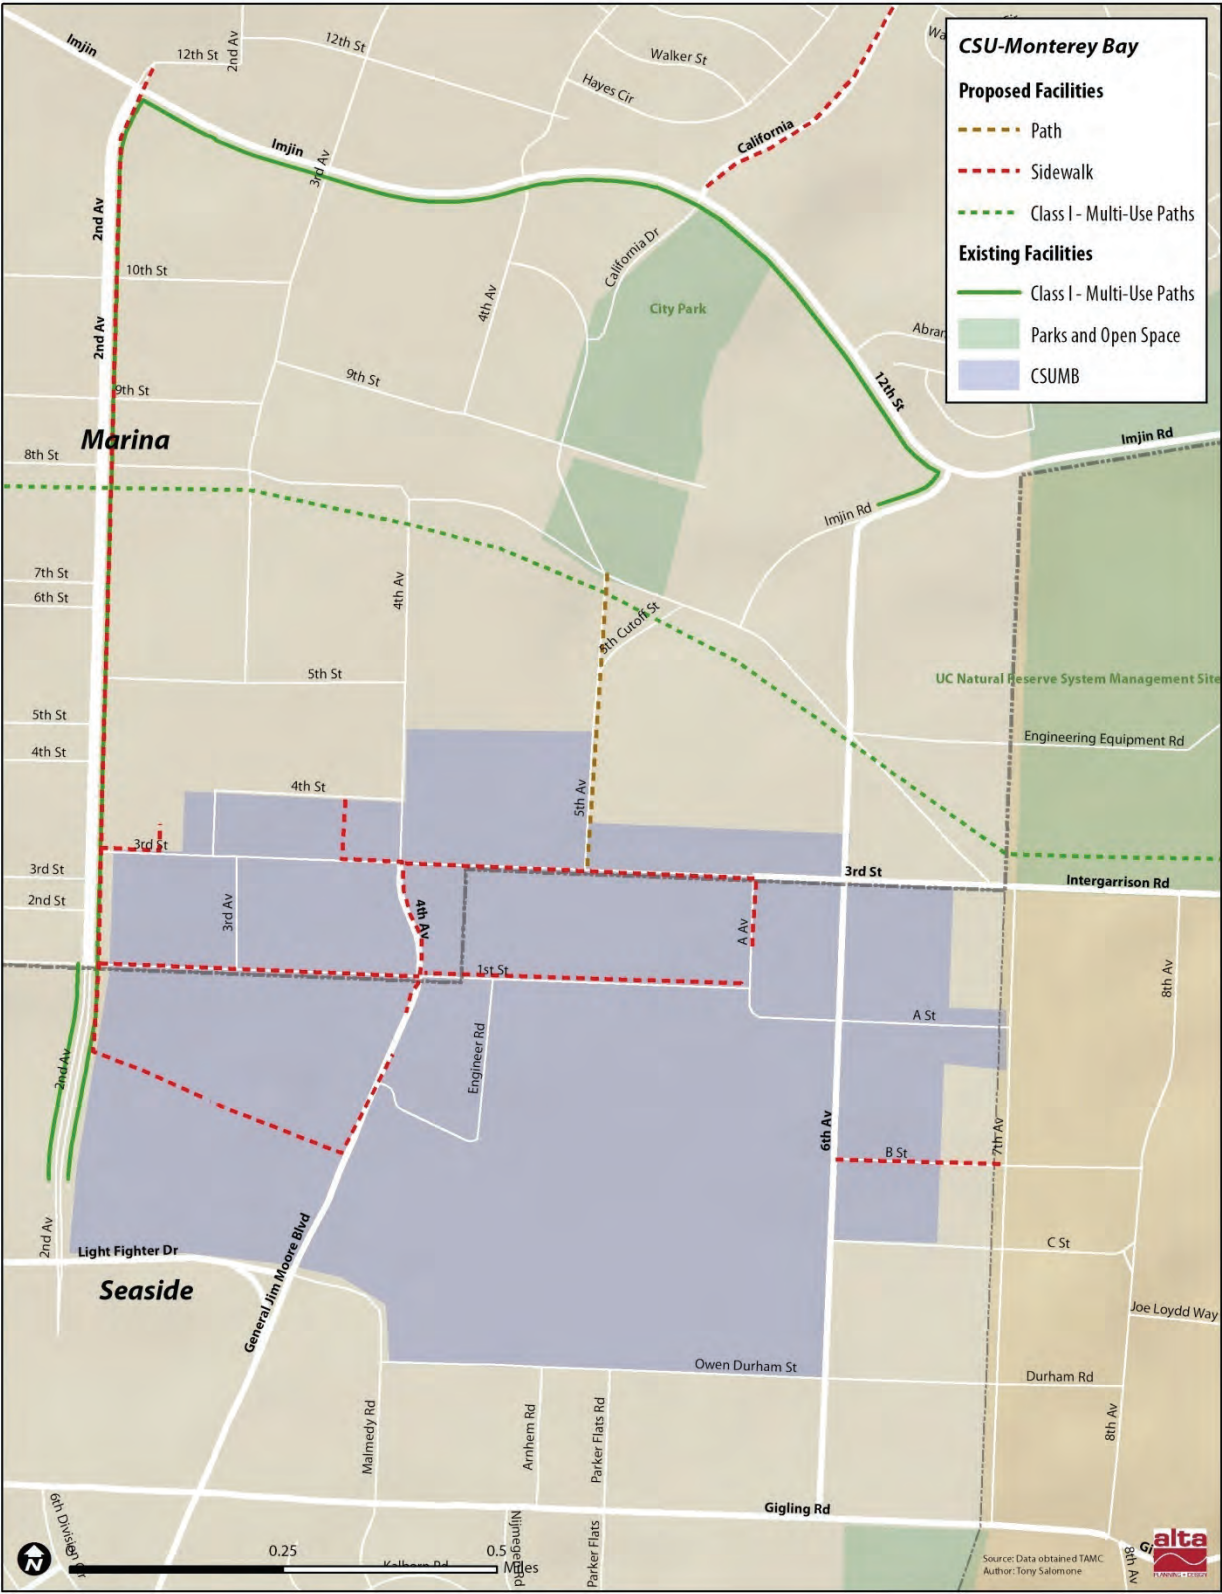 CSU-Monterey Bay
Proposed Facilities
Path
Sidewalk
Class I - Multi-Use Paths
Existing Facilities
Class I - Multi-Use Paths
Parks and Open Space
CSUMB
Imjin
12th St
2nd Av
12th St
Walker St
Hayes Cir
California
Imjin
3rd Av
2nd Av
10th St
California Dr
4th Av
City Park
2nd Av
9th St
9th St
12th St
Marina
8th St
Imjin Rd
Imjin Rd
7th St
6th St
4th Av
5th St
UC Natural Reserve System Management Site
5th St
4th St
Engineering Equipment Rd
4th St
5th Av
3rd St
3rd St
3rd St
Intergarrison Rd
2nd St
3rd Av
4th Av
A Av
1st St
8th Av
A St
2nd Av
Engineer Rd
6th Av
7th Av
B St
2nd Av
Light Fighter Dr
C St
Seaside
General Jim Moore Blvd
Joe Loydd Way
Owen Durham St
Durham Rd
Malmedy Rd
Arnhem Rd
Parker Flats Rd
8th Av
Gigling Rd
6th Division Cir
Nijmegen Rd
Parker Flats
8th Av
N
0.25
0.5
Miles
Source: Data obtained TAMC
Author: Tony Salomone
alta
PLANNING + DESIGN